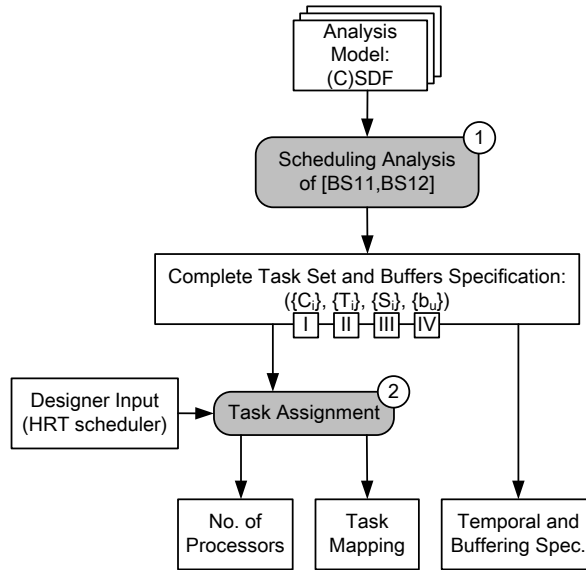 Analysis
Model:
(C)SDF
1
Scheduling Analysis
of [BS11,BS12]
Complete Task Set and Buffers Specification:
({Cᵢ}, {Tᵢ}, {Sᵢ}, {bᵤ})
I II III IV
Designer Input
(HRT scheduler)
2
Task Assignment
No. of
Processors
Task
Mapping
Temporal and
Buffering Spec.